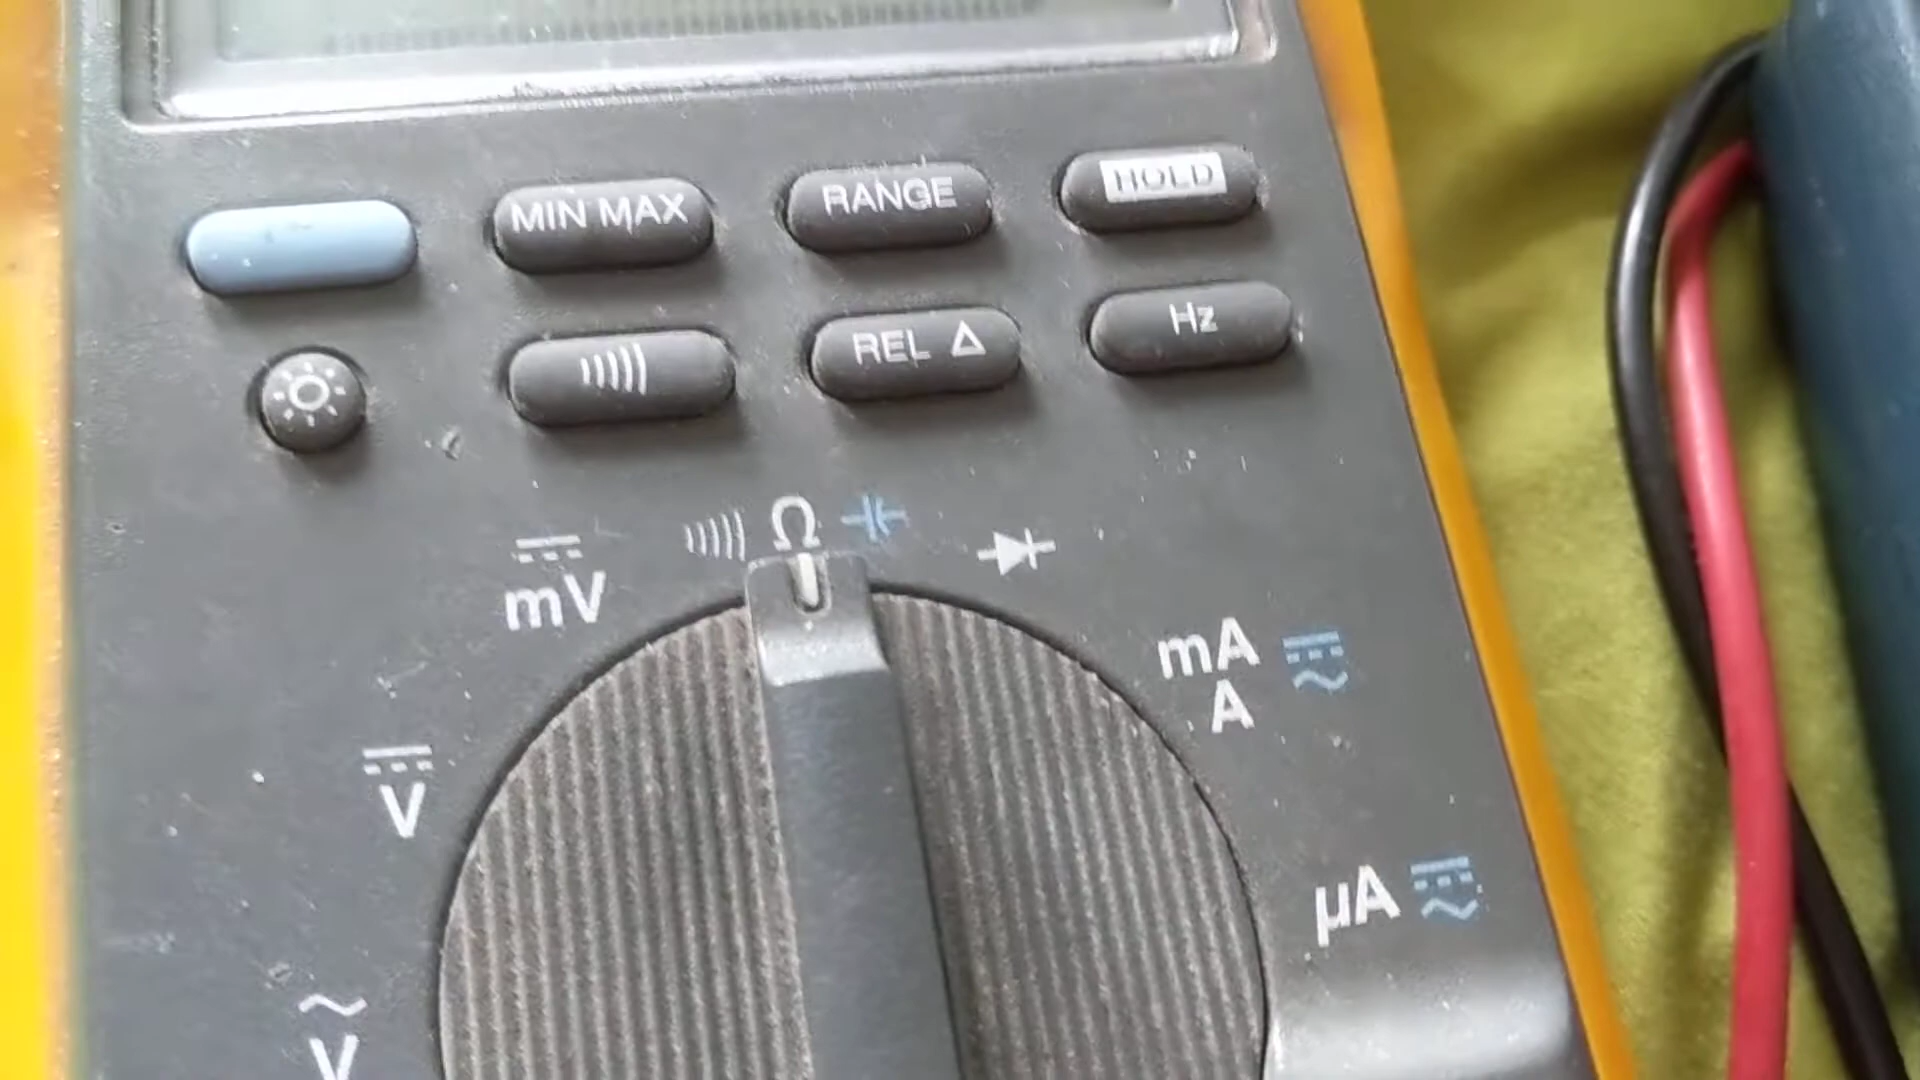 MIN MAX
RANGE
HOLD
REL Δ
Hz
Ω
mV
mA
A
V
µA
V